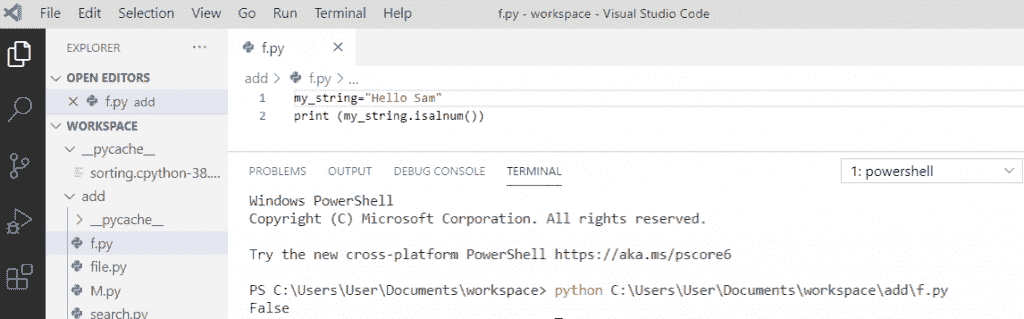 File Edit Selection View Go Run Terminal Help f.py - workspace - Visual Studio Code
EXPLORER ...
OPEN EDITORS
f.py add
WORKSPACE
__pycache__
sorting.cpython-38....
add
__pycache__
f.py
file.py
M.py
search.py
f.py
add > f.py > ...
1 my_string="Hello Sam"
2 print (my_string.isalnum())
PROBLEMS OUTPUT DEBUG CONSOLE TERMINAL 1: powershell
Windows PowerShell
Copyright (C) Microsoft Corporation. All rights reserved.
Try the new cross-platform PowerShell https://aka.ms/pscore6
PS C:\Users\User\Documents\workspace> python C:\Users\User\Documents\workspace\add\f.py
False